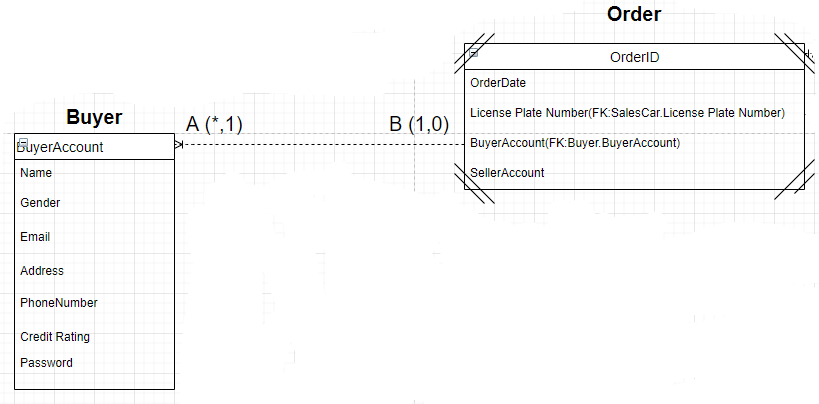 Order
OrderID
OrderDate
License Plate Number(FK:SalesCar.License Plate Number)
BuyerAccount(FK:Buyer.BuyerAccount)
SellerAccount
A (*,1)
B (1,0)
Buyer
BuyerAccount
Name
Gender
Email
Address
PhoneNumber
Credit Rating
Password